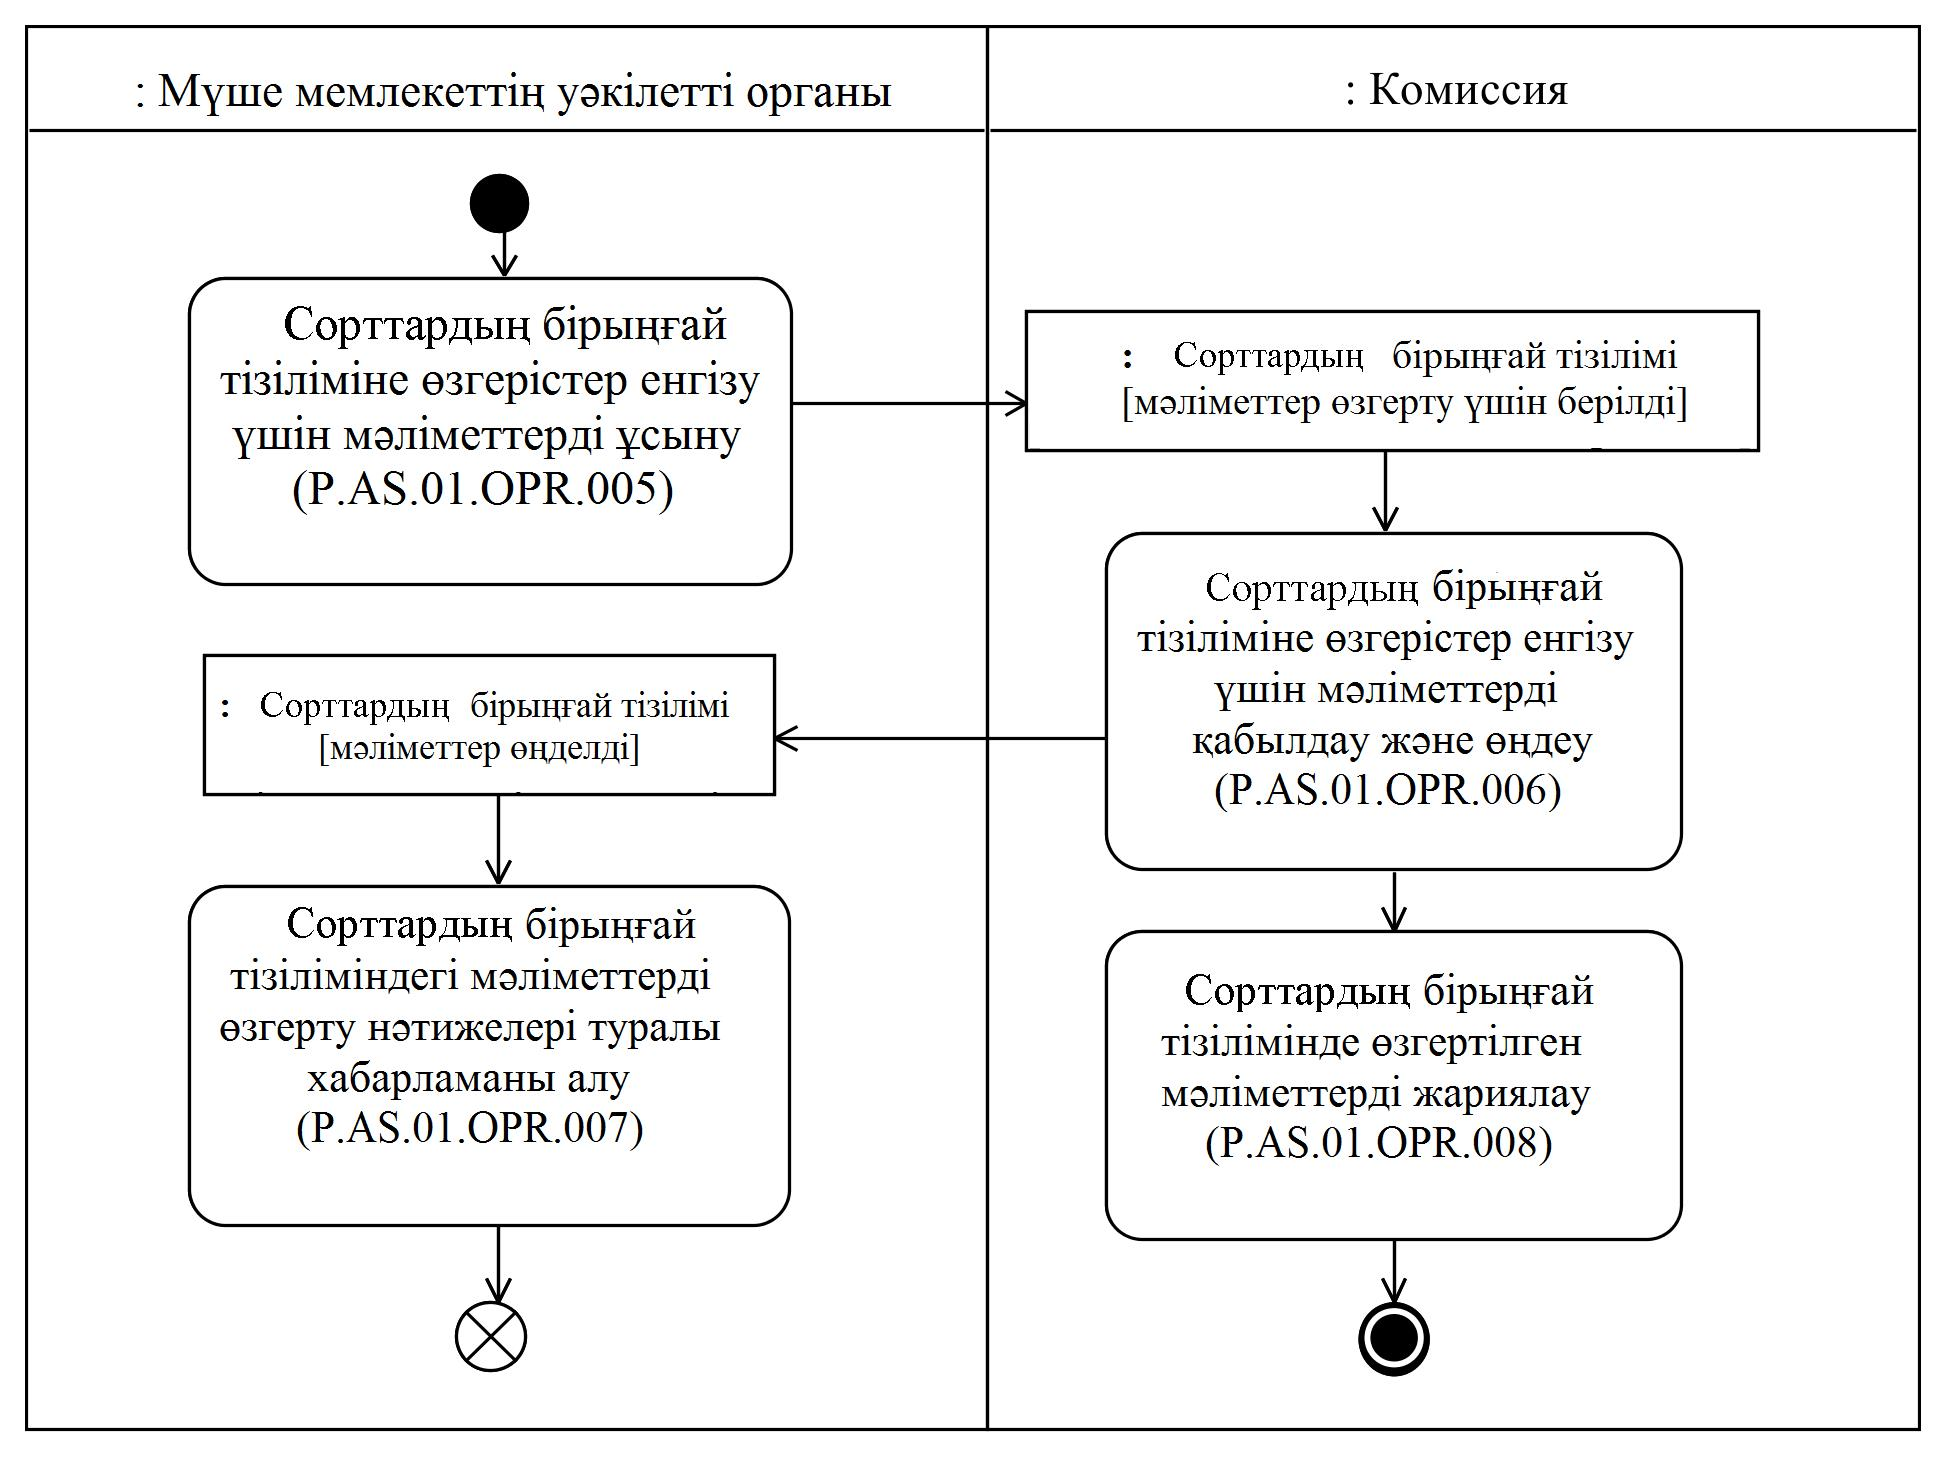 : Мүше мемлекеттің уәкілетті органы
: Комиссия
Сорттардың бірыңғай
тізіліміне өзгерістер енгізу
үшін мәліметтерді ұсыну
(P.AS.01.OPR.005)
: Сорттардың бірыңғай тізілімі
[мәліметтер өзгерту үшін берілді]
Сорттардың бірыңғай
тізіліміне өзгерістер енгізу
үшін мәліметтерді
қабылдау және өңдеу
(P.AS.01.OPR.006)
: Сорттардың бірыңғай тізілімі
[мәліметтер өңделді]
Сорттардың бірыңғай
тізіліміндегі мәліметтерді
өзгерту нәтижелері туралы
хабарламаны алу
(P.AS.01.OPR.007)
Сорттардың бірыңғай
тізілімінде өзгертілген
мәліметтерді жариялау
(P.AS.01.OPR.008)